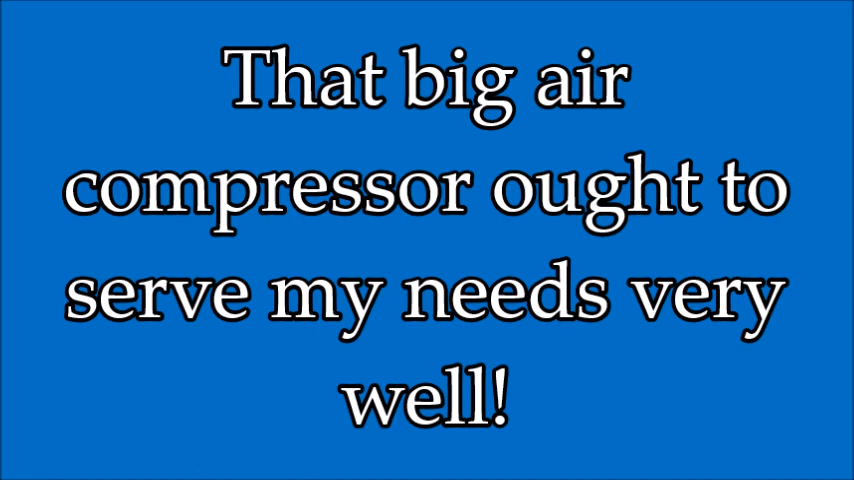 That big air
compressor ought to
serve my needs very
well!